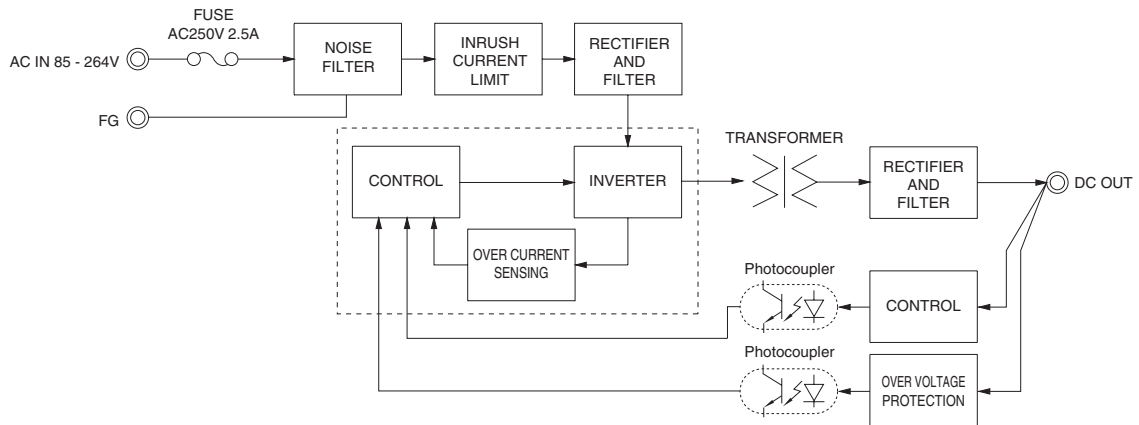 FUSE
AC250V 2.5A
AC IN 85 - 264V
NOISE
FILTER
INRUSH
CURRENT
LIMIT
RECTIFIER
AND
FILTER
FG
TRANSFORMER
CONTROL
INVERTER
RECTIFIER
AND
FILTER
DC OUT
OVER CURRENT
SENSING
Photocoupler
CONTROL
Photocoupler
OVER VOLTAGE
PROTECTION